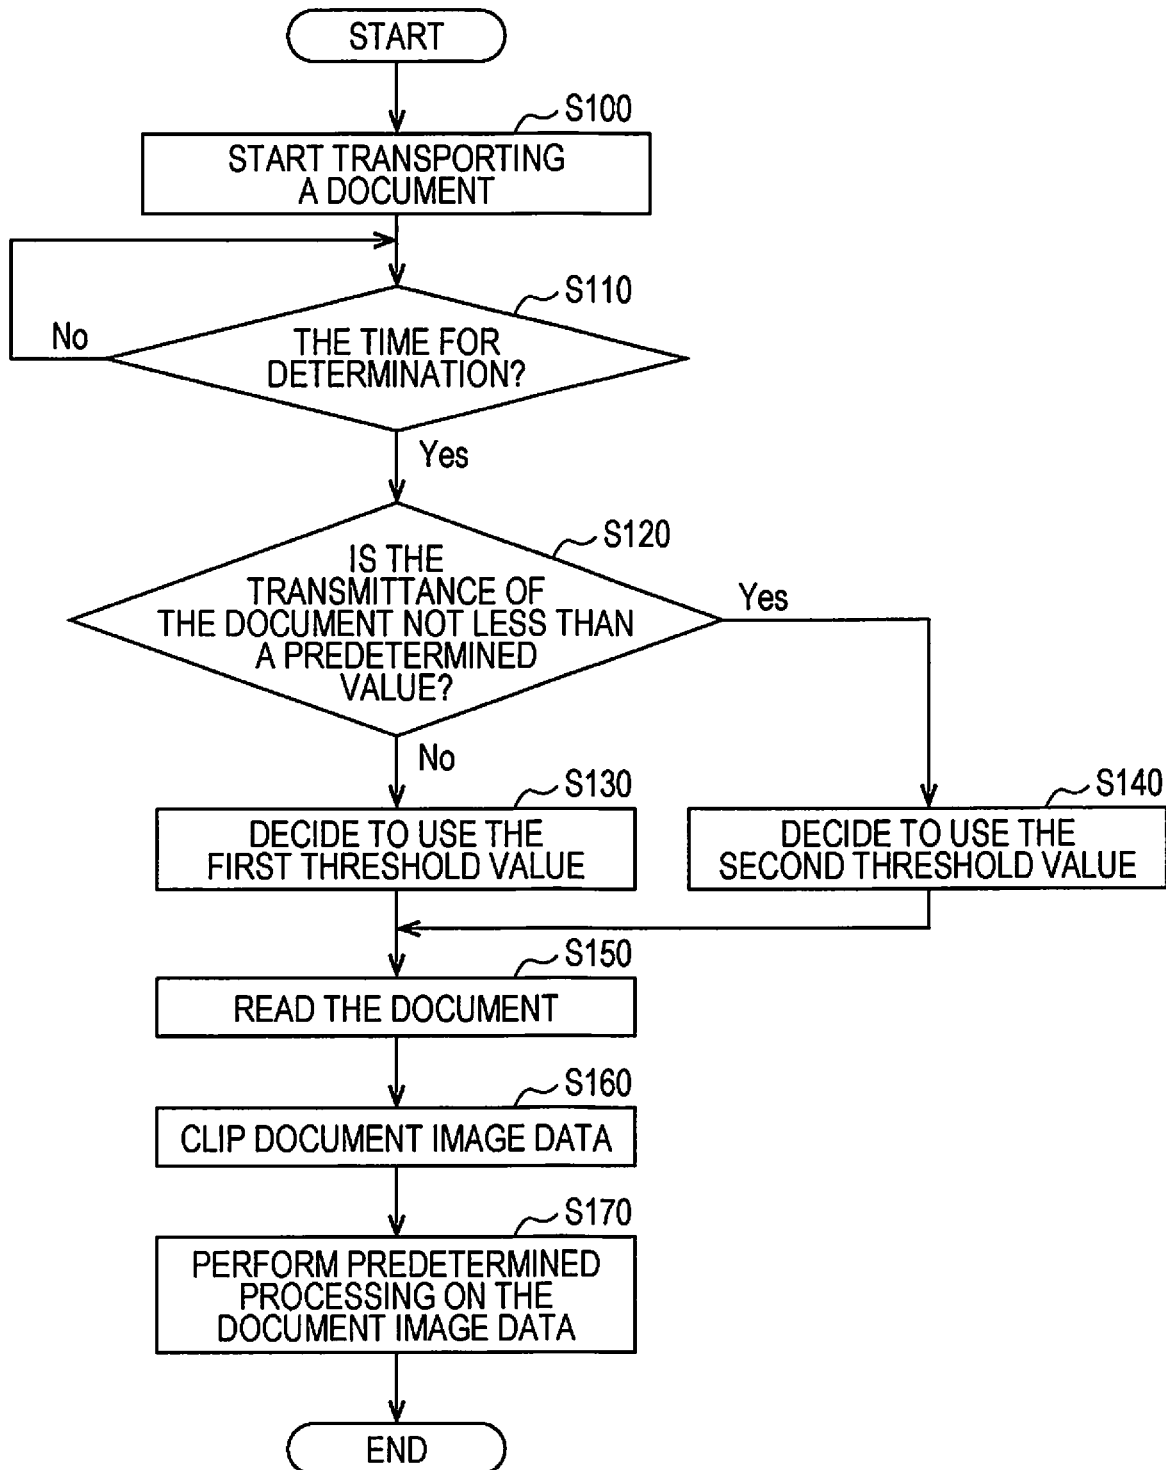 START
S100
START TRANSPORTING
A DOCUMENT
S110
No
THE TIME FOR
DETERMINATION?
Yes
S120
IS THE
TRANSMITTANCE OF
THE DOCUMENT NOT LESS THAN
A PREDETERMINED
VALUE?
Yes
No
S130
DECIDE TO USE THE
FIRST THRESHOLD VALUE
S140
DECIDE TO USE THE
SECOND THRESHOLD VALUE
S150
READ THE DOCUMENT
S160
CLIP DOCUMENT IMAGE DATA
S170
PERFORM PREDETERMINED
PROCESSING ON THE
DOCUMENT IMAGE DATA
END